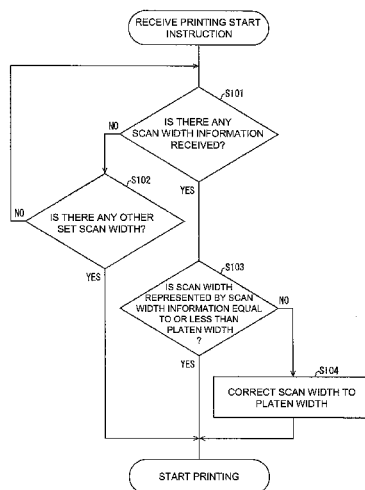 RECEIVE PRINTING START
INSTRUCTION
S101
IS THERE ANY
SCAN WIDTH INFORMATION
RECEIVED?
NO
YES
S102
IS THERE ANY OTHER
SET SCAN WIDTH?
NO
YES
S103
IS SCAN WIDTH
REPRESENTED BY SCAN
WIDTH INFORMATION EQUAL
TO OR LESS THAN
PLATEN WIDTH
?
NO
YES
S104
CORRECT SCAN WIDTH TO
PLATEN WIDTH
START PRINTING